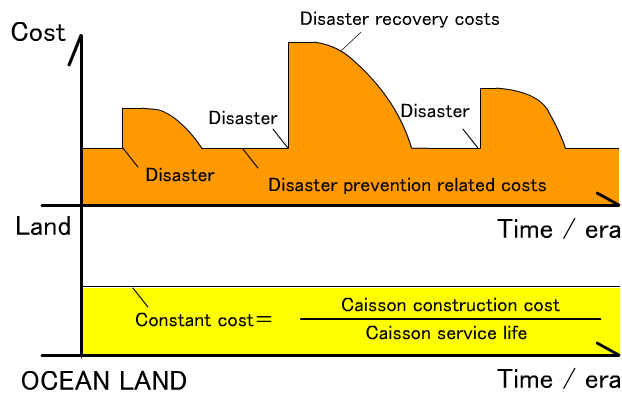 Disaster recovery costs
Cost
Disaster
Disaster
Disaster
Disaster prevention related costs
Land
Time / era
Constant cost=
Caisson construction cost
Caisson service life
OCEAN LAND
Time / era